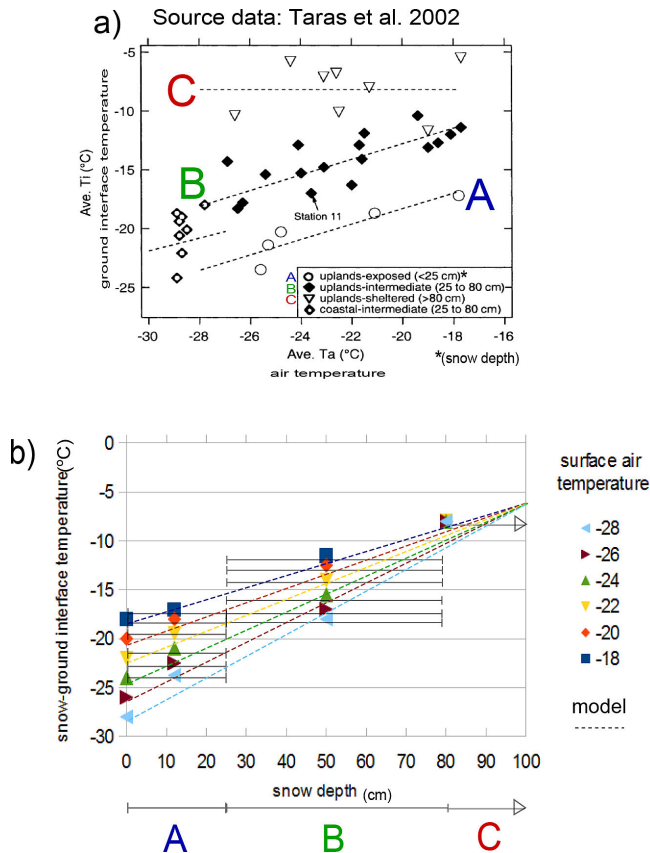 Source data: Taras et al. 2002
a)
Ave. Ti (°C)
ground interface temperature
-5
-10
-15
-20
-25
C
B
A
Station 11
A ○ uplands-exposed (<25 cm)*
B ◆ uplands-intermediate (25 to 80 cm)
C ▽ uplands-sheltered (>80 cm)
◇ coastal-intermediate (25 to 80 cm)
-30 -28 -26 -24 -22 -20 -18 -16
Ave. Ta (°C)
air temperature
*(snow depth)
b)
snow-ground interface temperature(°C)
0
-5
-10
-15
-20
-25
-30
0 10 20 30 40 50 60 70 80 90 100
snow depth (cm)
A B C
surface air
temperature
-28
-26
-24
-22
-20
-18
model